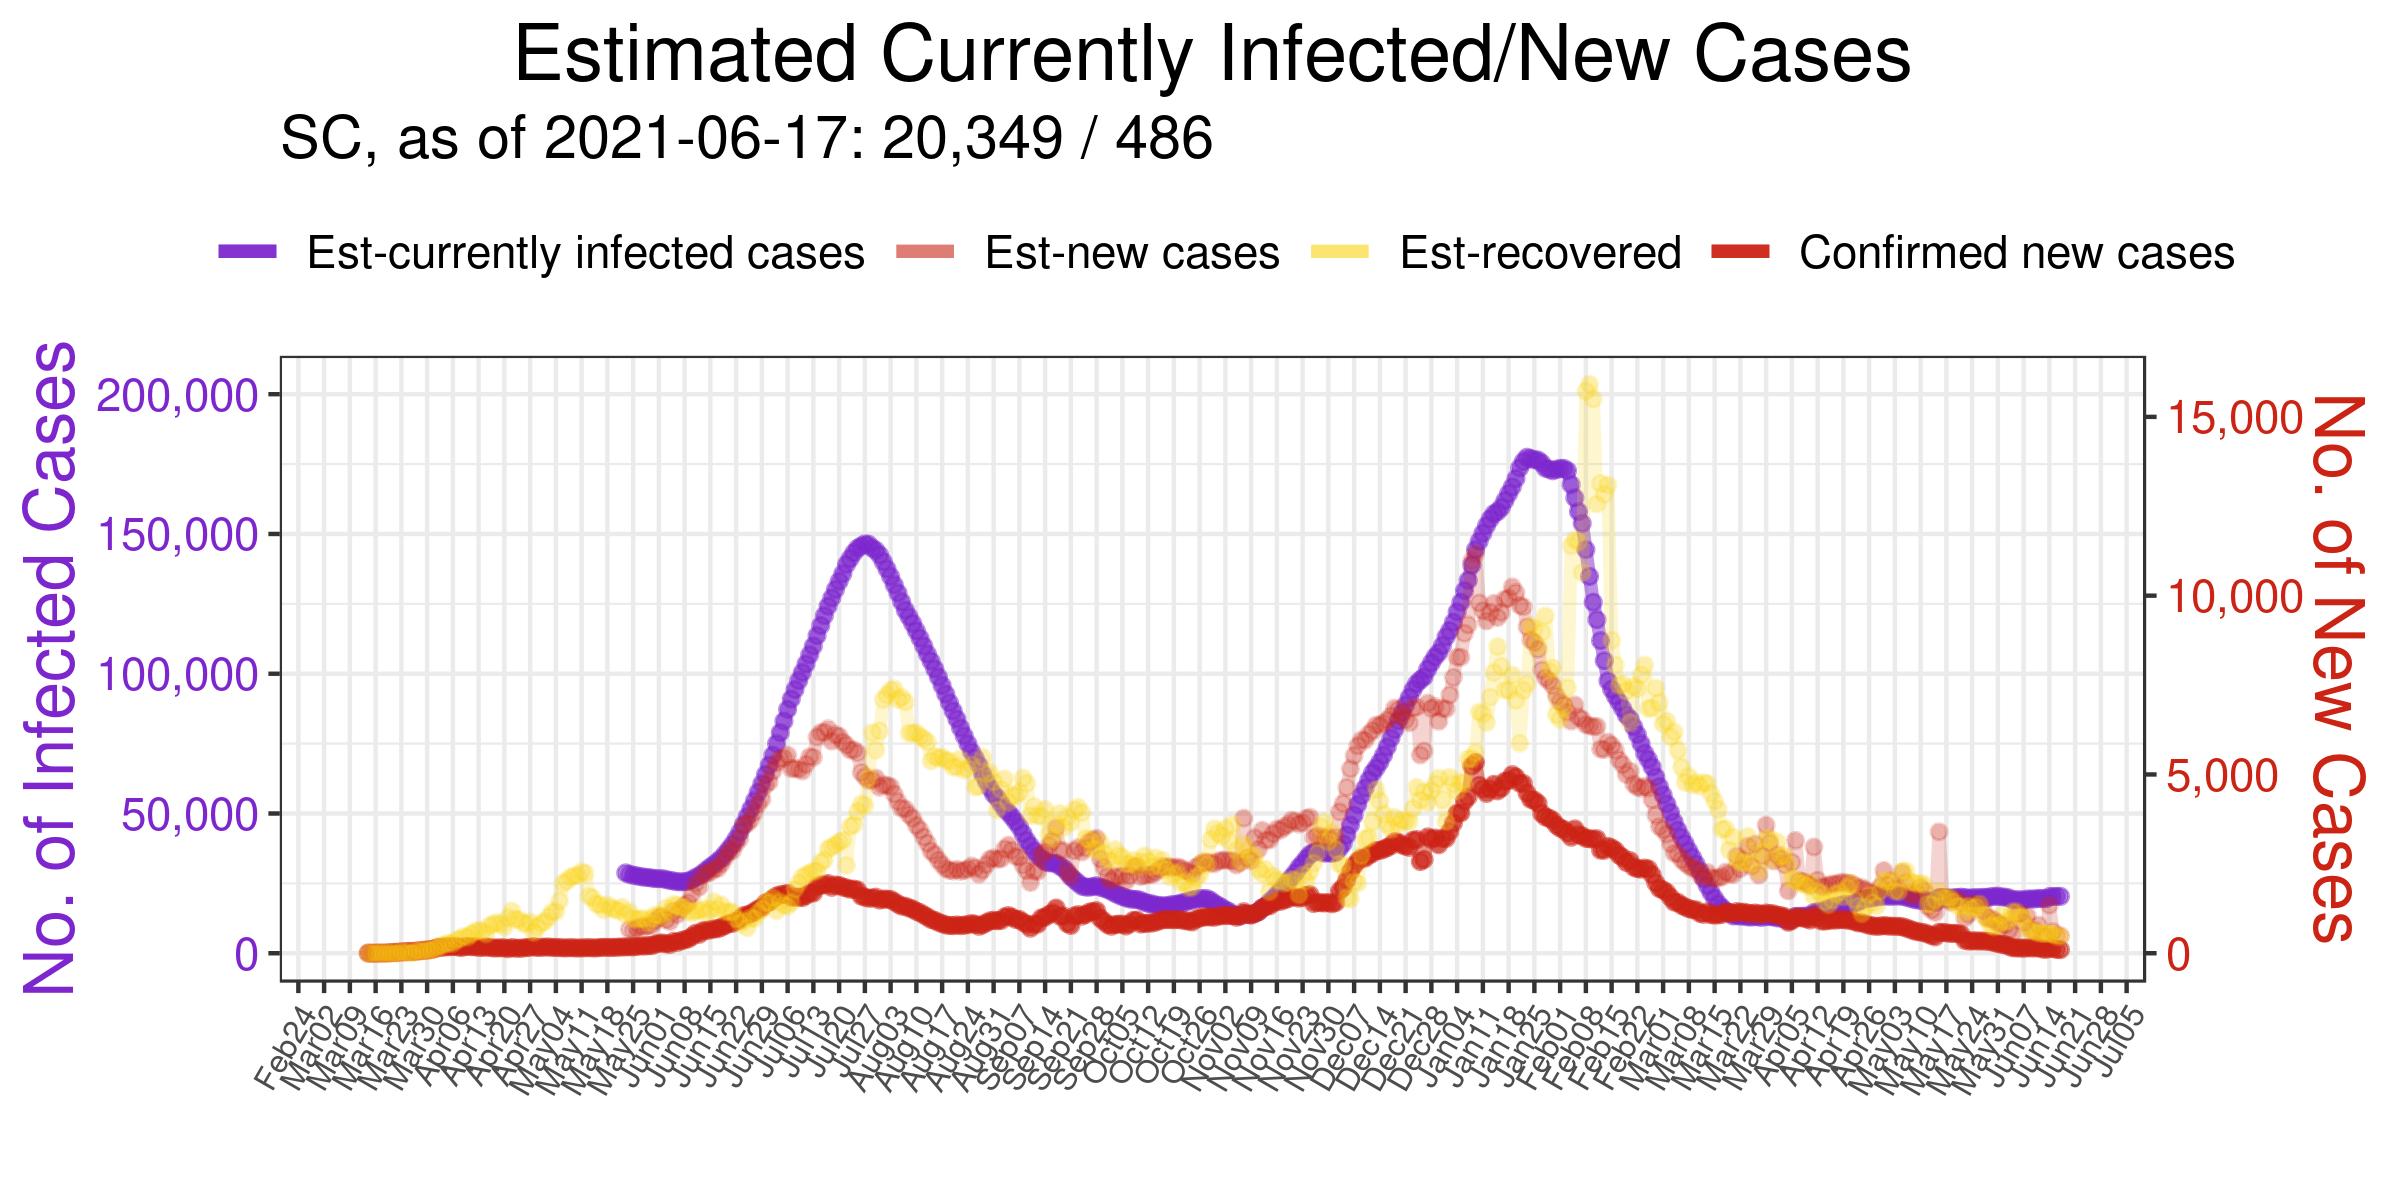 Estimated Currently Infected/New Cases
SC, as of 2021-06-17: 20,349 / 486
Est-currently infected cases
Est-new cases
Est-recovered
Confirmed new cases
No. of Infected Cases
200,000
150,000
100,000
50,000
0
15,000
10,000
5,000
0
No. of New Cases
Feb24
Mar02
Mar09
Mar16
Mar23
Mar30
Apr06
Apr13
Apr20
Apr27
May04
May11
May18
May25
Jun01
Jun08
Jun15
Jun22
Jun29
Jul06
Jul13
Jul20
Jul27
Aug03
Aug10
Aug17
Aug24
Aug31
Sep07
Sep14
Sep21
Sep28
Oct05
Oct12
Oct19
Oct26
Nov02
Nov09
Nov16
Nov23
Nov30
Dec07
Dec14
Dec21
Dec28
Jan04
Jan11
Jan18
Jan25
Feb01
Feb08
Feb15
Feb22
Mar01
Mar08
Mar15
Mar22
Mar29
Apr05
Apr12
Apr19
Apr26
May03
May10
May17
May24
May31
Jun07
Jun14
Jun21
Jun28
Jul05